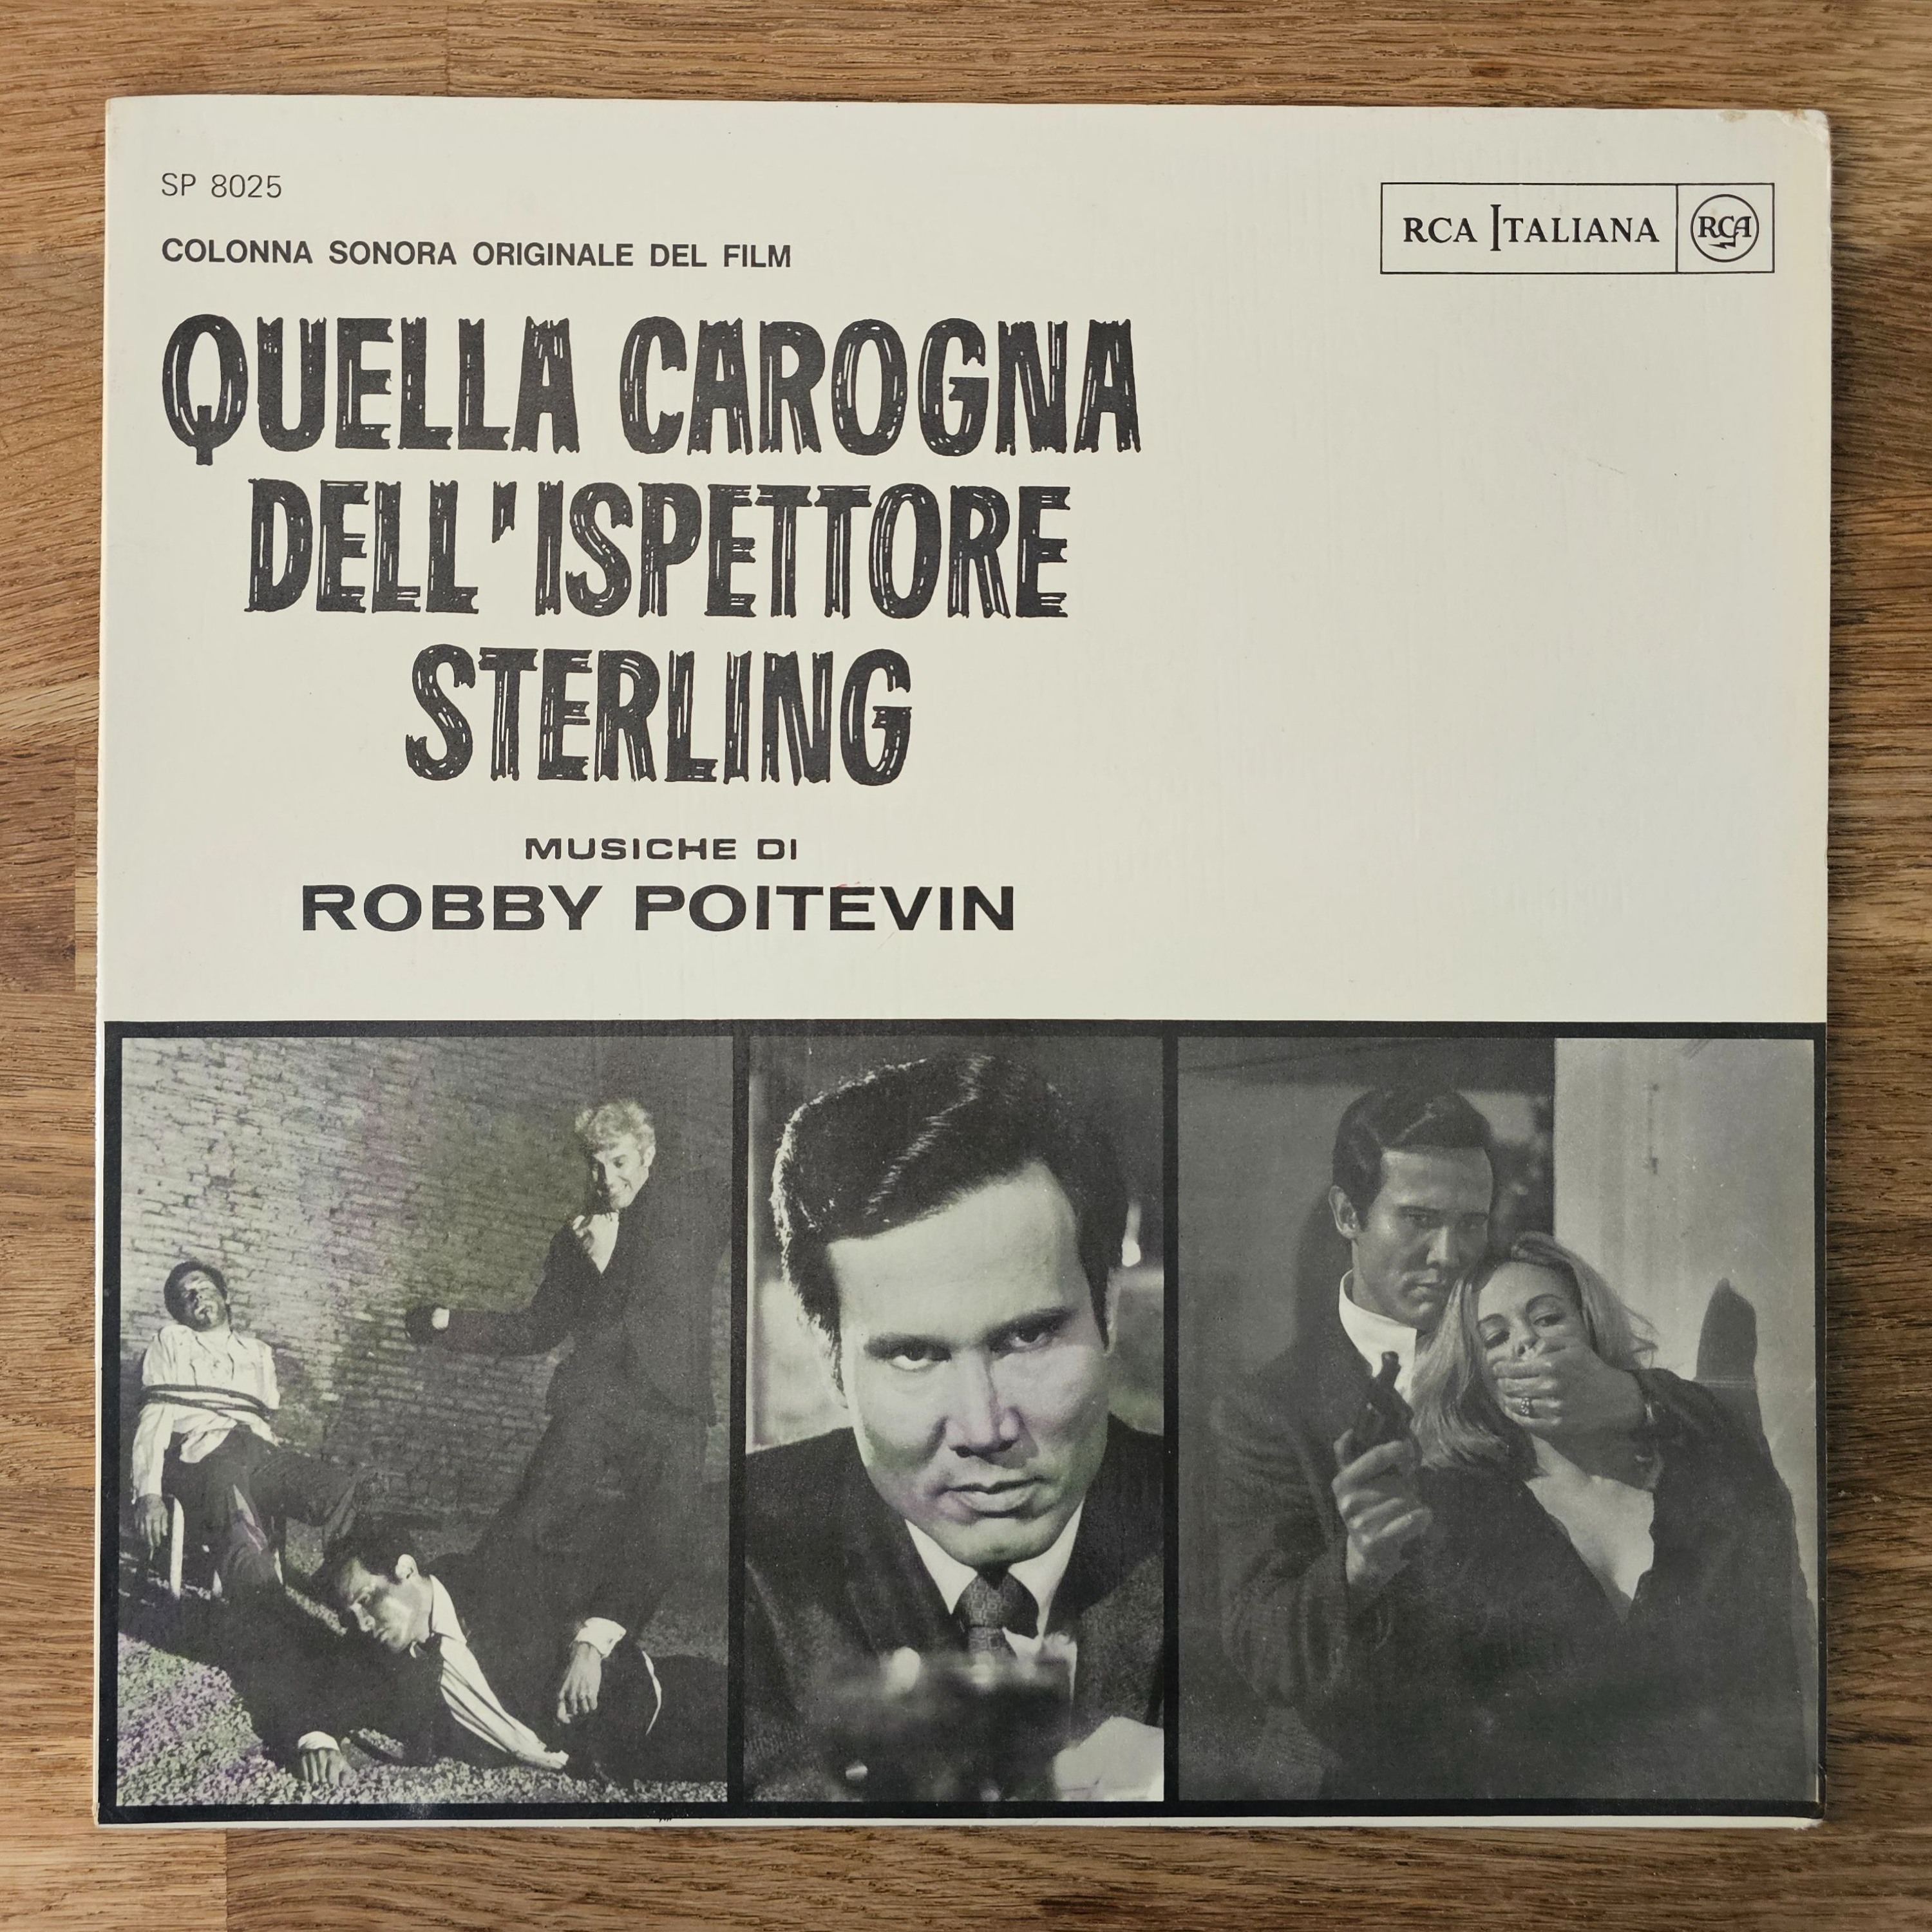 SP 8025
RCA ITALIANA RCA
COLONNA SONORA ORIGINALE DEL FILM
QUELLA CAROGNA
DELL'ISPETTORE
STERLING
MUSICHE DI
ROBBY POITEVIN